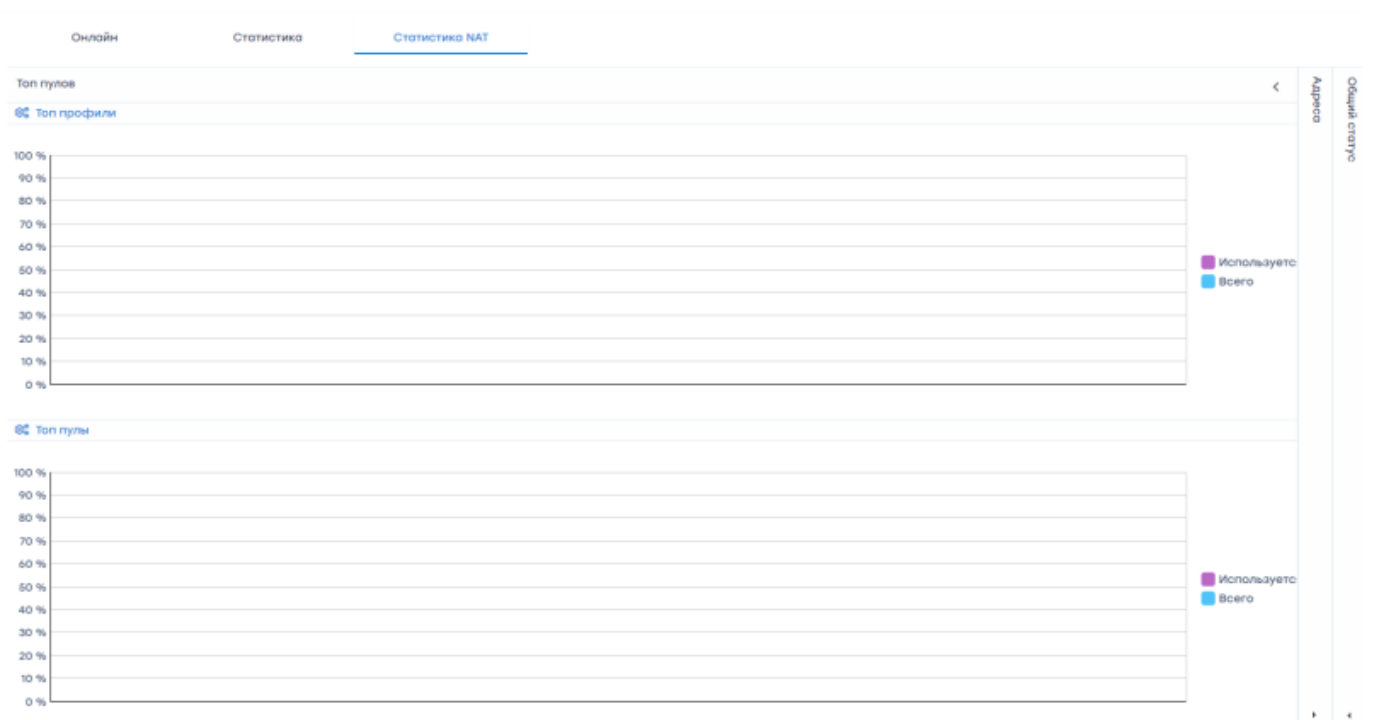 Онлайн Статистика Статистика NAT
Топ пулов
Топ профили
100 %
90 %
80 %
70 %
60 %
50 %
40 %
30 %
20 %
10 %
0 %
Используетс
Всего
Топ пулы
100 %
90 %
80 %
70 %
60 %
50 %
40 %
30 %
20 %
10 %
0 %
Используетс
Всего
Адреса
Общий статус